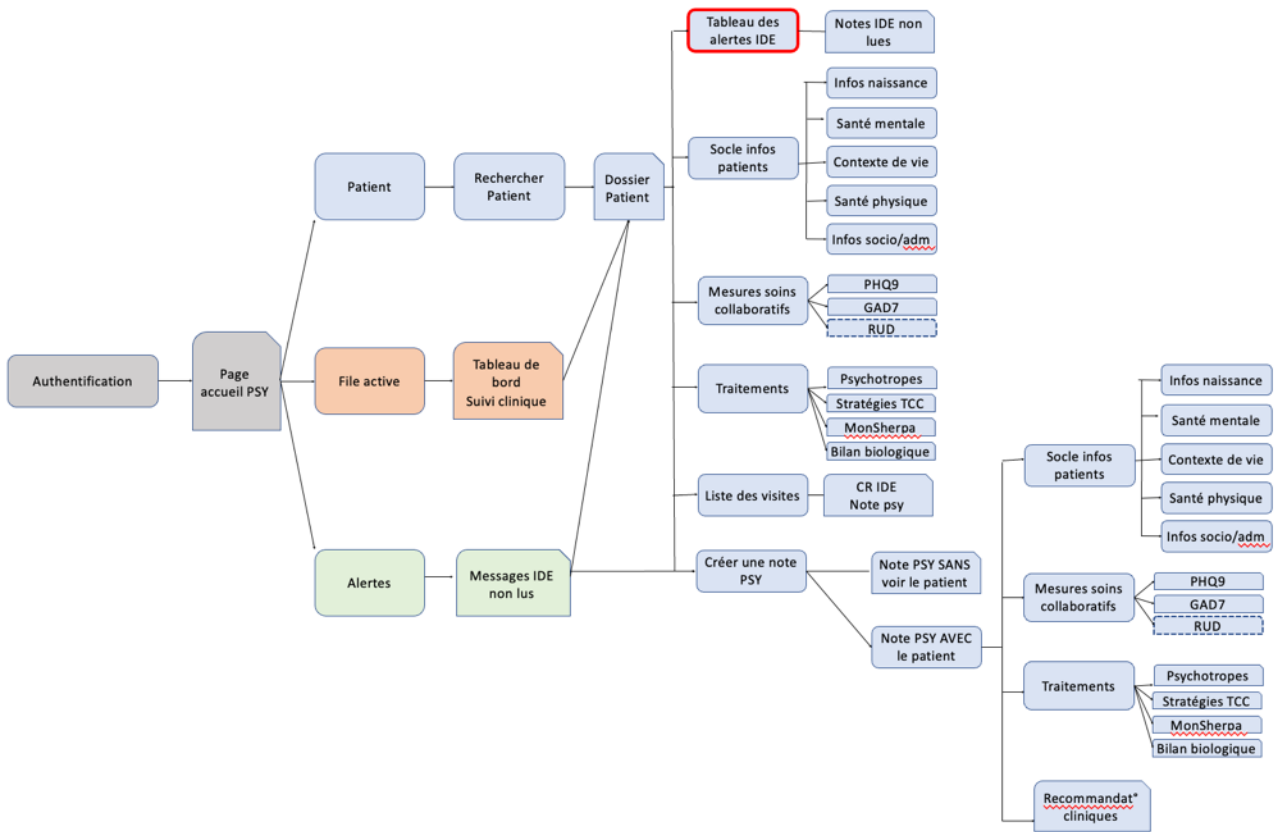 Authentification
Page
accueil PSY
Patient
Rechercher
Patient
Dossier
Patient
File active
Tableau de
bord
Suivi clinique
Alertes
Messages IDE
non lus
Tableau des
alertes IDE
Notes IDE non
lues
Socle infos
patients
Infos naissance
Santé mentale
Contexte de vie
Santé physique
Infos socio/adm
Mesures soins
collaboratifs
PHQ9
GAD7
RUD
Traitements
Psychotropes
Stratégies TCC
MonSherpa
Bilan biologique
Liste des visites
CR IDE
Note psy
Créer une note
PSY
Note PSY SANS
voir le patient
Note PSY AVEC
le patient
Socle infos
patients
Infos naissance
Santé mentale
Contexte de vie
Santé physique
Infos socio/adm
Mesures soins
collaboratifs
PHQ9
GAD7
RUD
Traitements
Psychotropes
Stratégies TCC
MonSherpa
Bilan biologique
Recommandat°
cliniques